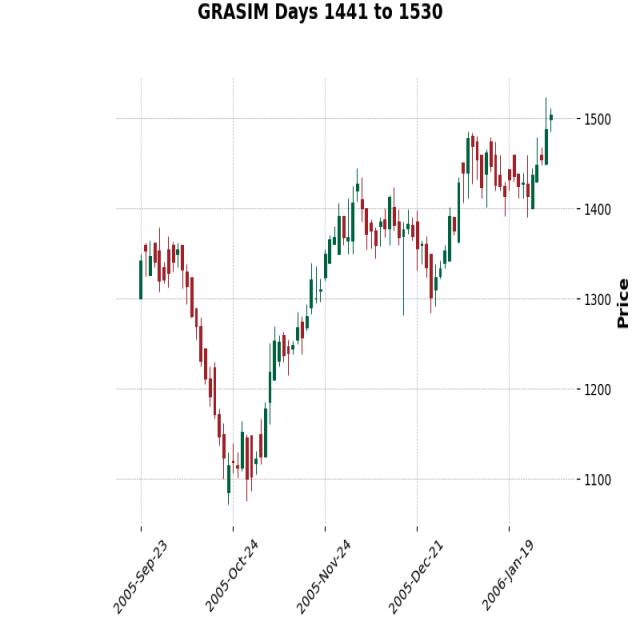 GRASIM Days 1441 to 1530
1500
1400
1300
1200
1100
Price
2005-Sep-23
2005-Oct-24
2005-Nov-24
2005-Dec-21
2006-Jan-19